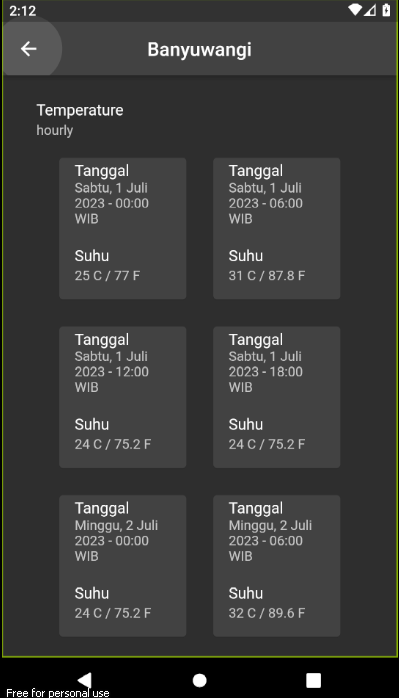 2:12
Banyuwangi
Temperature
hourly
Tanggal
Sabtu, 1 Juli
2023 - 00:00
WIB
Suhu
25 C / 77 F
Tanggal
Sabtu, 1 Juli
2023 - 06:00
WIB
Suhu
31 C / 87.8 F
Tanggal
Sabtu, 1 Juli
2023 - 12:00
WIB
Suhu
24 C / 75.2 F
Tanggal
Sabtu, 1 Juli
2023 - 18:00
WIB
Suhu
24 C / 75.2 F
Tanggal
Minggu, 2 Juli
2023 - 00:00
WIB
Suhu
24 C / 75.2 F
Tanggal
Minggu, 2 Juli
2023 - 06:00
WIB
Suhu
32 C / 89.6 F
Free for personal use